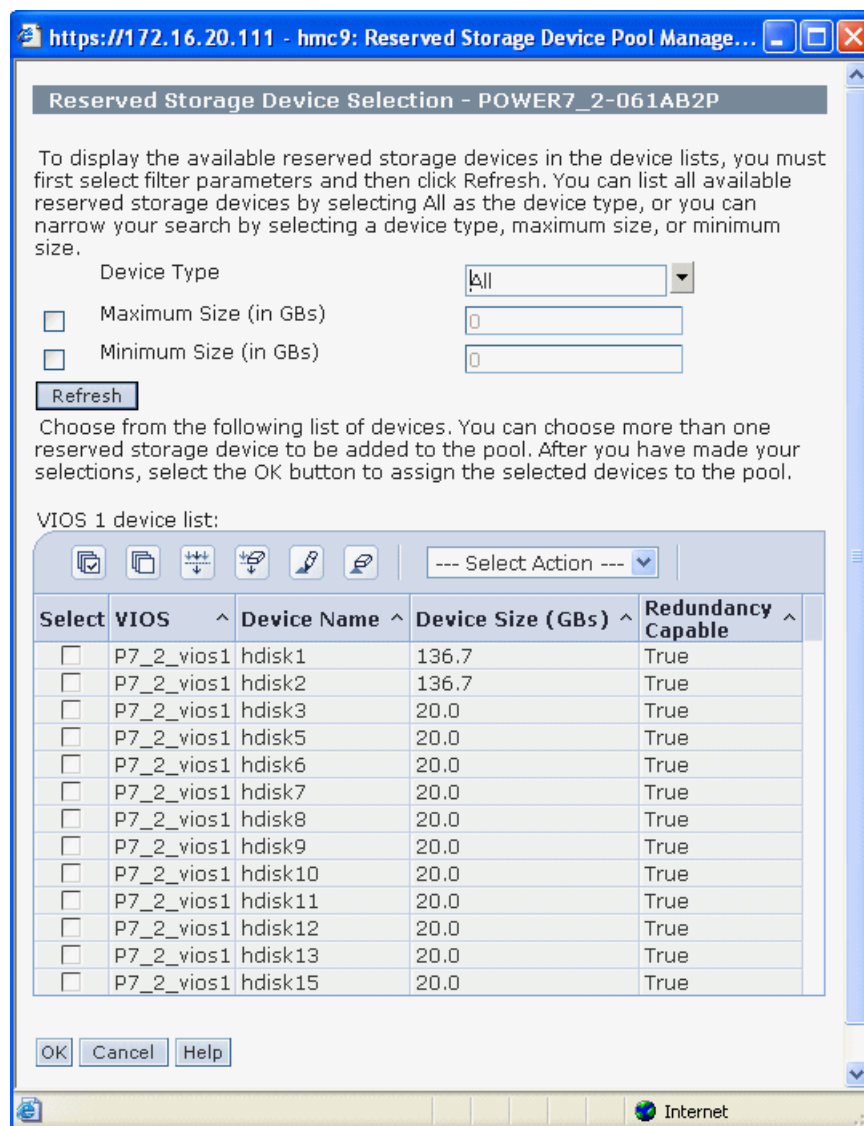 https://172.16.20.111 - hmc9: Reserved Storage Device Pool Manage...
Reserved Storage Device Selection - POWER7_2-061AB2P
To display the available reserved storage devices in the device lists, you must
first select filter parameters and then click Refresh. You can list all available
reserved storage devices by selecting All as the device type, or you can
narrow your search by selecting a device type, maximum size, or minimum
size.
Device Type All
Maximum Size (in GBs) 0
Minimum Size (in GBs) 0
Refresh
Choose from the following list of devices. You can choose more than one
reserved storage device to be added to the pool. After you have made your
selections, select the OK button to assign the selected devices to the pool.
VIOS 1 device list:
--- Select Action ---
Select VIOS ^ Device Name ^ Device Size (GBs) ^ Redundancy Capable ^
P7_2_vios1 hdisk1 136.7 True
P7_2_vios1 hdisk2 136.7 True
P7_2_vios1 hdisk3 20.0 True
P7_2_vios1 hdisk5 20.0 True
P7_2_vios1 hdisk6 20.0 True
P7_2_vios1 hdisk7 20.0 True
P7_2_vios1 hdisk8 20.0 True
P7_2_vios1 hdisk9 20.0 True
P7_2_vios1 hdisk10 20.0 True
P7_2_vios1 hdisk11 20.0 True
P7_2_vios1 hdisk12 20.0 True
P7_2_vios1 hdisk13 20.0 True
P7_2_vios1 hdisk15 20.0 True
OK Cancel Help
Internet